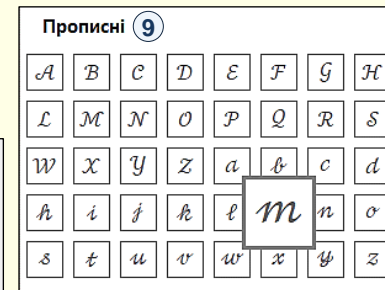 Прописні 9
𝒜 ℬ 𝒞 𝒟 ℰ ℱ 𝒢 ℋ
ℒ ℳ 𝒩 𝒪 𝒫 𝒬 ℛ 𝒮
𝒲 𝒳 𝒴 𝒵 𝒶 𝒷 𝒸 𝒹
𝒽 𝒾 𝒿 𝓀 ℓ 𝓂 𝓃 ℴ
𝓈 𝓉 𝓊 𝓋 𝓌 𝓍 𝓎 𝓏